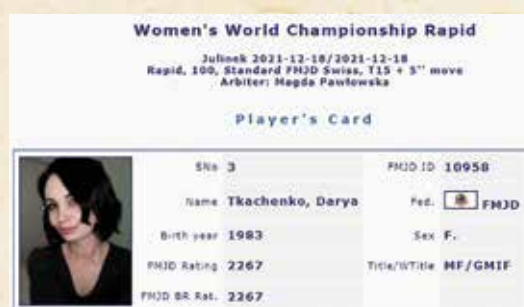 Women's World Championship Rapid
Julinek 2021-12-18/2021-12-18
Rapid, 100, Standard FMJD Swiss, T15 + 5'' move
Arbiter: Magda Pawłowska
Player's Card
SNo 3 FMJD ID 10958
Name Tkachenko, Darya Fed. FMJD
Birth year 1983 Sex F.
FMJD Rating 2267 Title/WTitle MF/GMIF
FMJD BR Rat. 2267